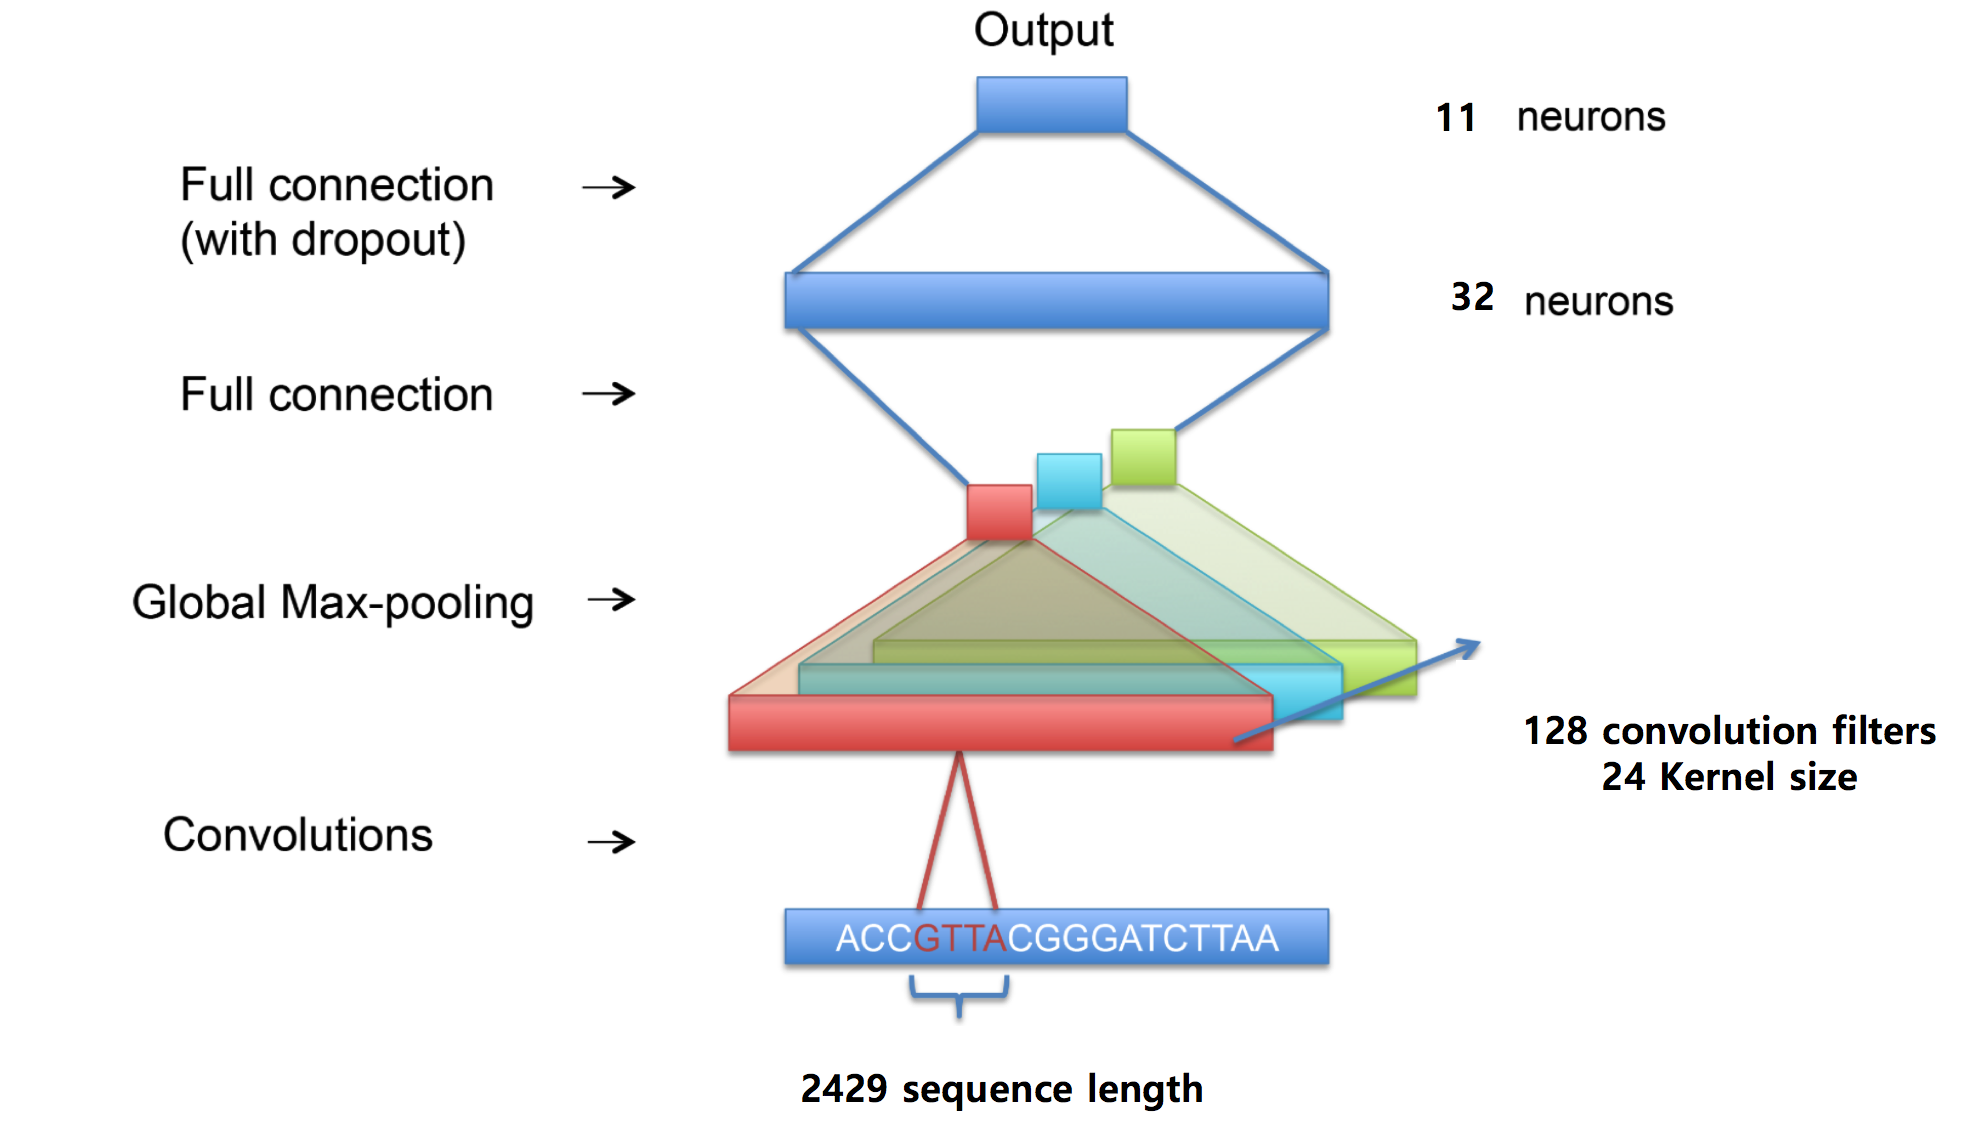 Output
11 neurons
Full connection
(with dropout)
32 neurons
Full connection
Global Max-pooling
128 convolution filters
24 Kernel size
Convolutions
ACCGTTACGGGATCTTAA
2429 sequence length